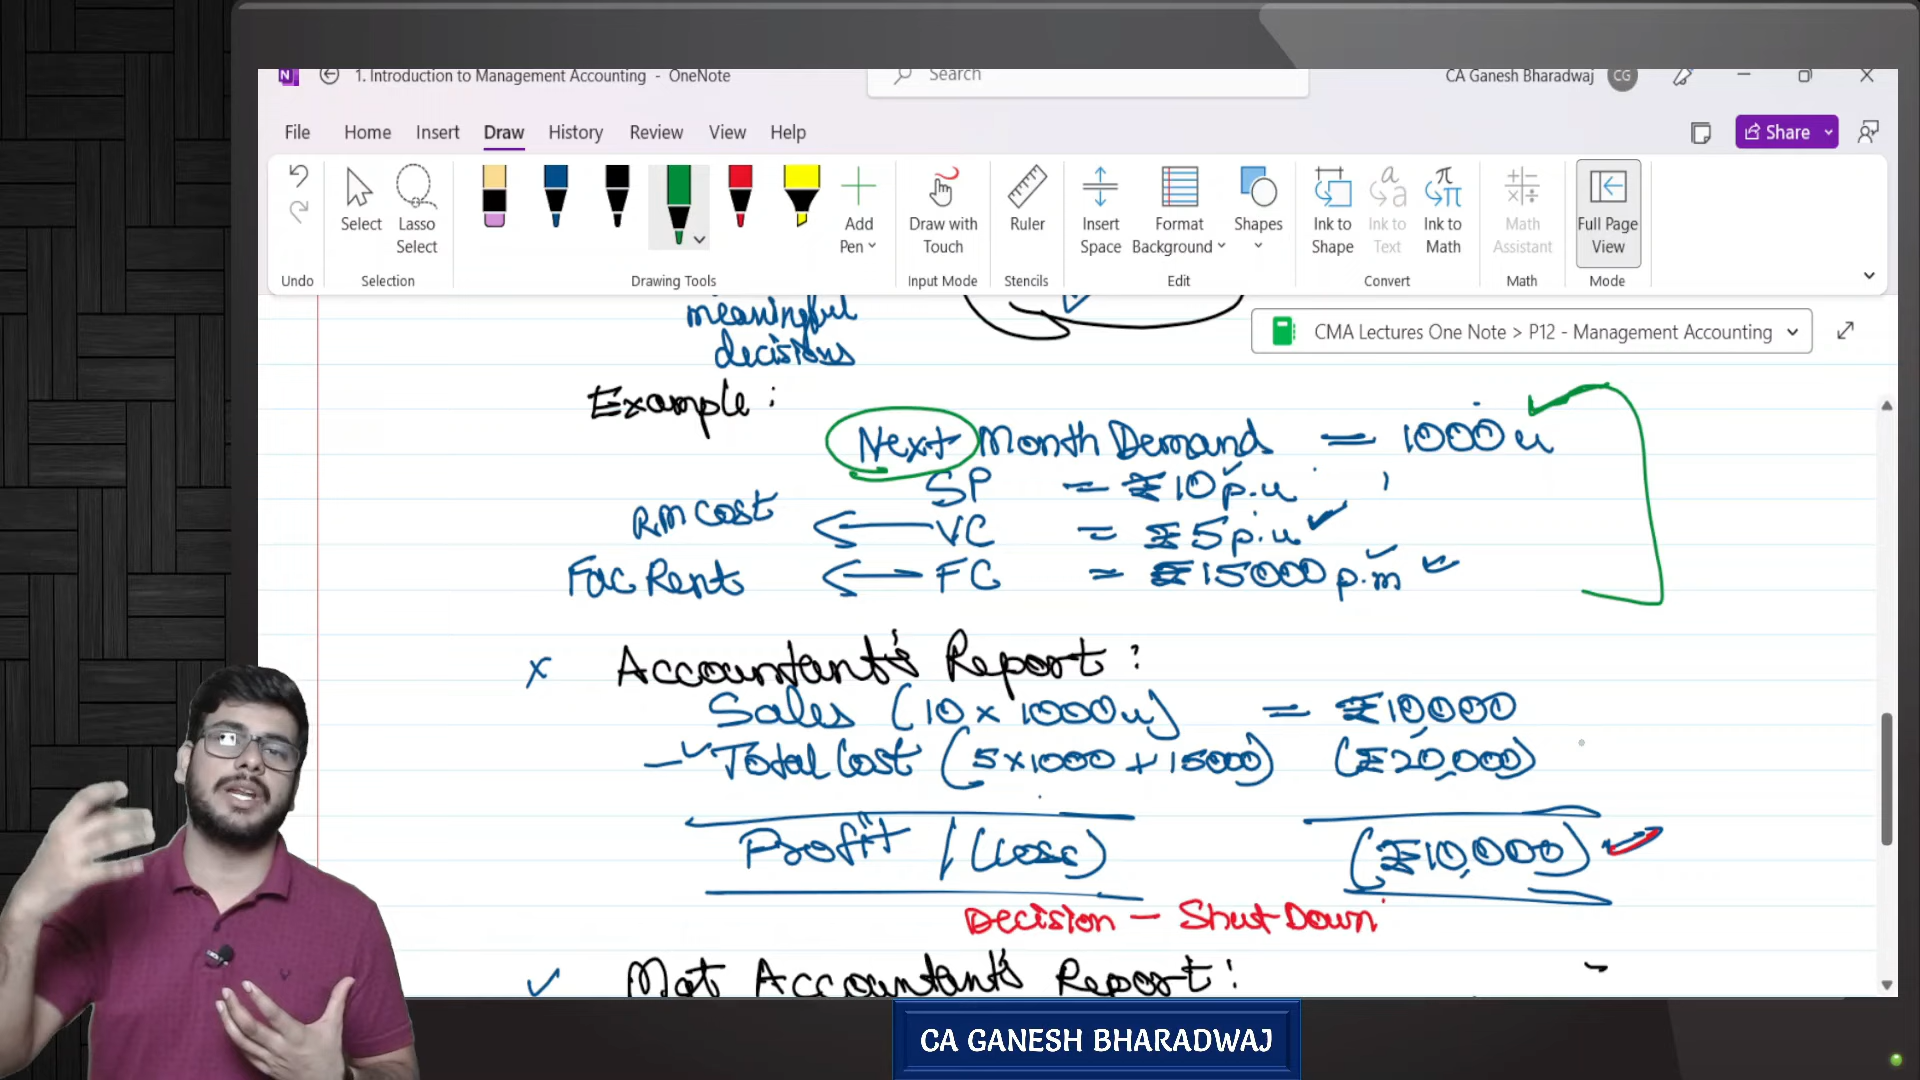 1. Introduction to Management Accounting - OneNote
Search
CA Ganesh Bharadwaj CG
File Home Insert Draw History Review View Help Share
Undo
Select
Lasso Select
Add Pen
Draw with Touch
Ruler
Insert Space
Format Background
Shapes
Ink to Shape
Ink to Text
Ink to Math
Math Assistant
Full Page View
Undo Selection Drawing Tools Input Mode Stencils Edit Convert Math Mode
CMA Lectures One Note > P12 - Management Accounting
meaningful
decisions
Example :
Next Month Demand = 1000 u
SP = ₹10 p.u
RM Cost ← VC = ₹5 p.u
Fac Rent ← FC = ₹15000 p.m
x Accountant's Report :
Sales (10 x 1000u) = ₹10000
- Total Cost (5 x 1000 + 15000) (₹20,000)
Profit / (Loss) (₹10,000)
Decision - Shut Down
✓ Mgt Accountant's Report :
CA GANESH BHARADWAJ